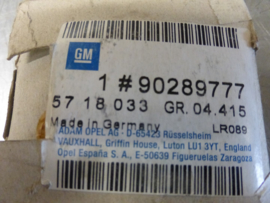 GM
1 # 90289777
57 18 033 GR. 04.415
Made in Germany LR089
ADAM OPEL AG - D-65423 Rüsselsheim
VAUXHALL, Griffin House, Luton LU1 3YT, England
Opel España S. A., E-50639 Figueruelas Zaragoza